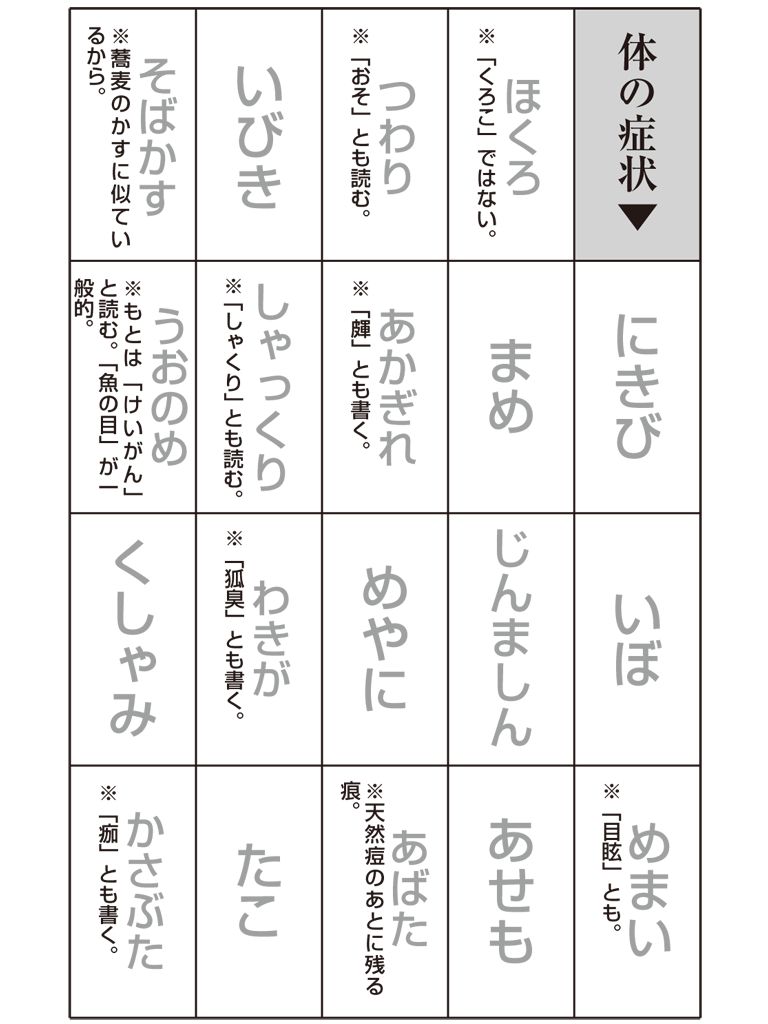 体の症状▼
にきび
いぼ
めまい
※「目眩」とも。
ほくろ
※「くろこ」ではない。
まめ
じんましん
あせも
つわり
※「おそ」とも読む。
あかぎれ
※「皹」とも書く。
めやに
あばた
※天然痘のあとに残る
痕。
いびき
しゃっくり
※「しゃくり」とも読む。
わきが
※「狐臭」とも書く。
たこ
そばかす
※蕎麦のかすに似てい
るから。
うおのめ
※もとは「けいがん」
と読む。「魚の目」が一
般的。
くしゃみ
かさぶた
※「痂」とも書く。